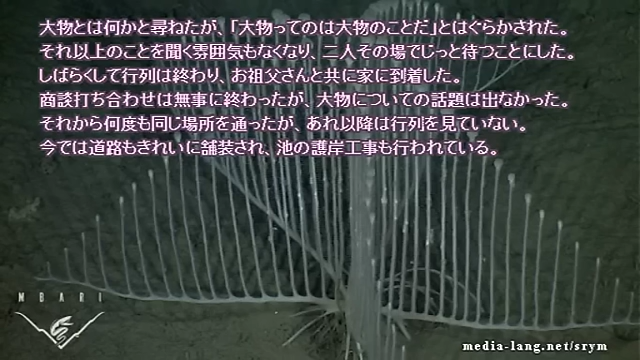 大物とは何かと尋ねたが、「大物ってのは大物のことだ」とはぐらかされた。
それ以上のことを聞く雰囲気もなくなり、二人その場でじっと待つことにした。
しばらくして行列は終わり、お祖父さんと共に家に到着した。
商談打ち合わせは無事に終わったが、大物についての話題は出なかった。
それから何度も同じ場所を通ったが、あれ以降は行列を見ていない。
今では道路もきれいに舗装され、池の護岸工事も行われている。
MBARI
media-lang.net/srym